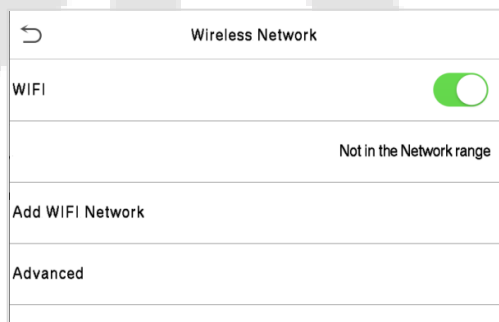 Wireless Network
WIFI
Not in the Network range
Add WIFI Network
Advanced